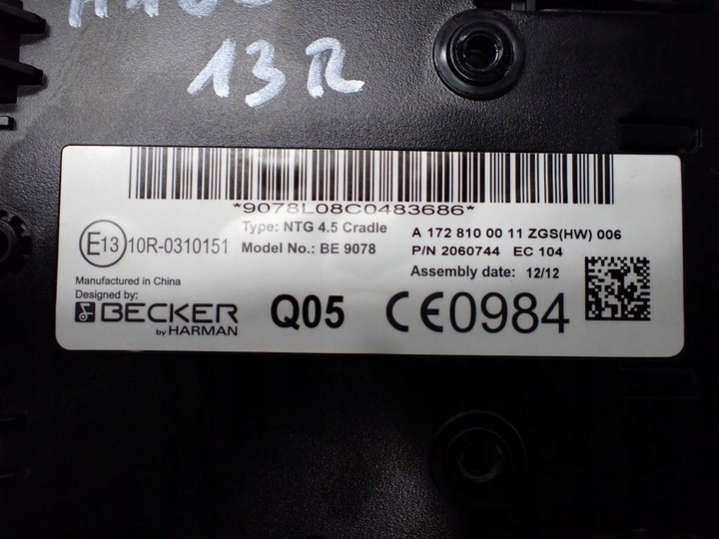 13R
*9078L08C0483686*
E13 10R-0310151
Type: NTG 4.5 Cradle
Model No.: BE 9078
A 172 810 00 11 ZGS(HW) 006
P/N 2060744 EC 104
Assembly date: 12/12
Manufactured in China
Designed by:
BECKER
by HARMAN
Q05
CE0984